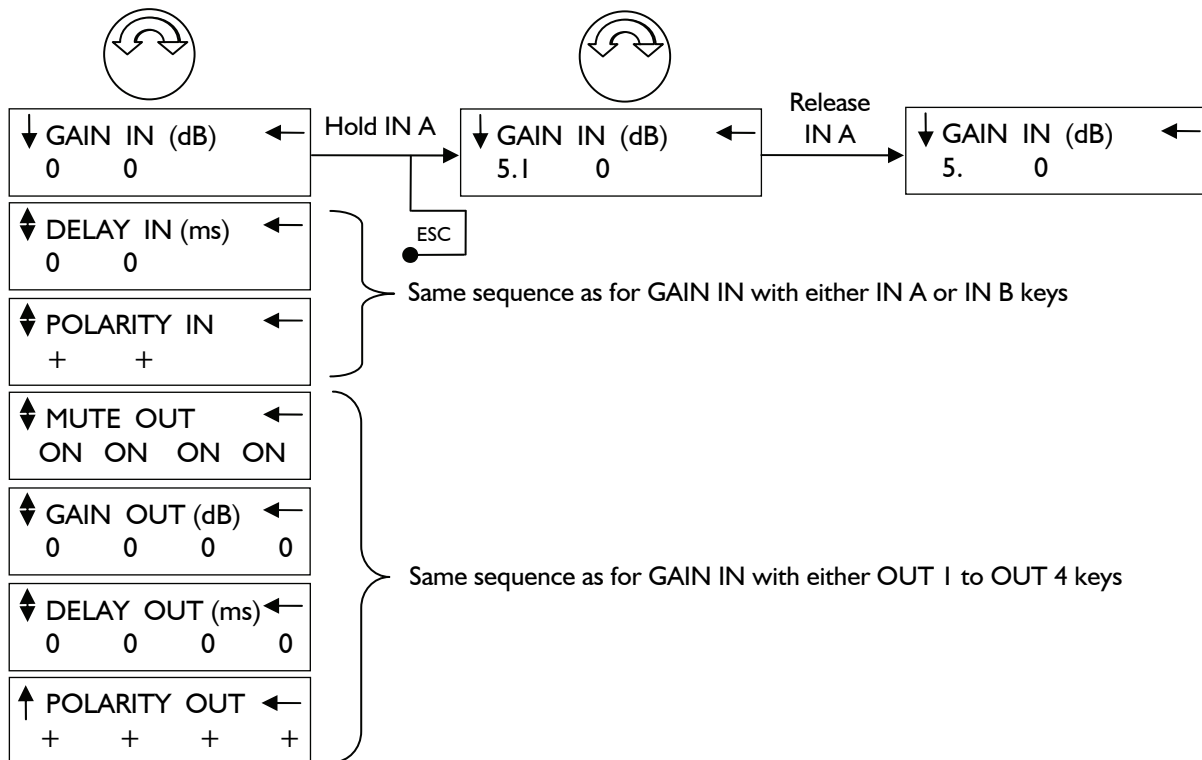 GAIN IN (dB)
0 0
Hold IN A
GAIN IN (dB)
5.1 0
Release
IN A
GAIN IN (dB)
5. 0
ESC
DELAY IN (ms)
0 0
POLARITY IN
+ +
Same sequence as for GAIN IN with either IN A or IN B keys
MUTE OUT
ON ON ON ON
GAIN OUT (dB)
0 0 0 0
DELAY OUT (ms)
0 0 0 0
POLARITY OUT
+ + + +
Same sequence as for GAIN IN with either OUT 1 to OUT 4 keys